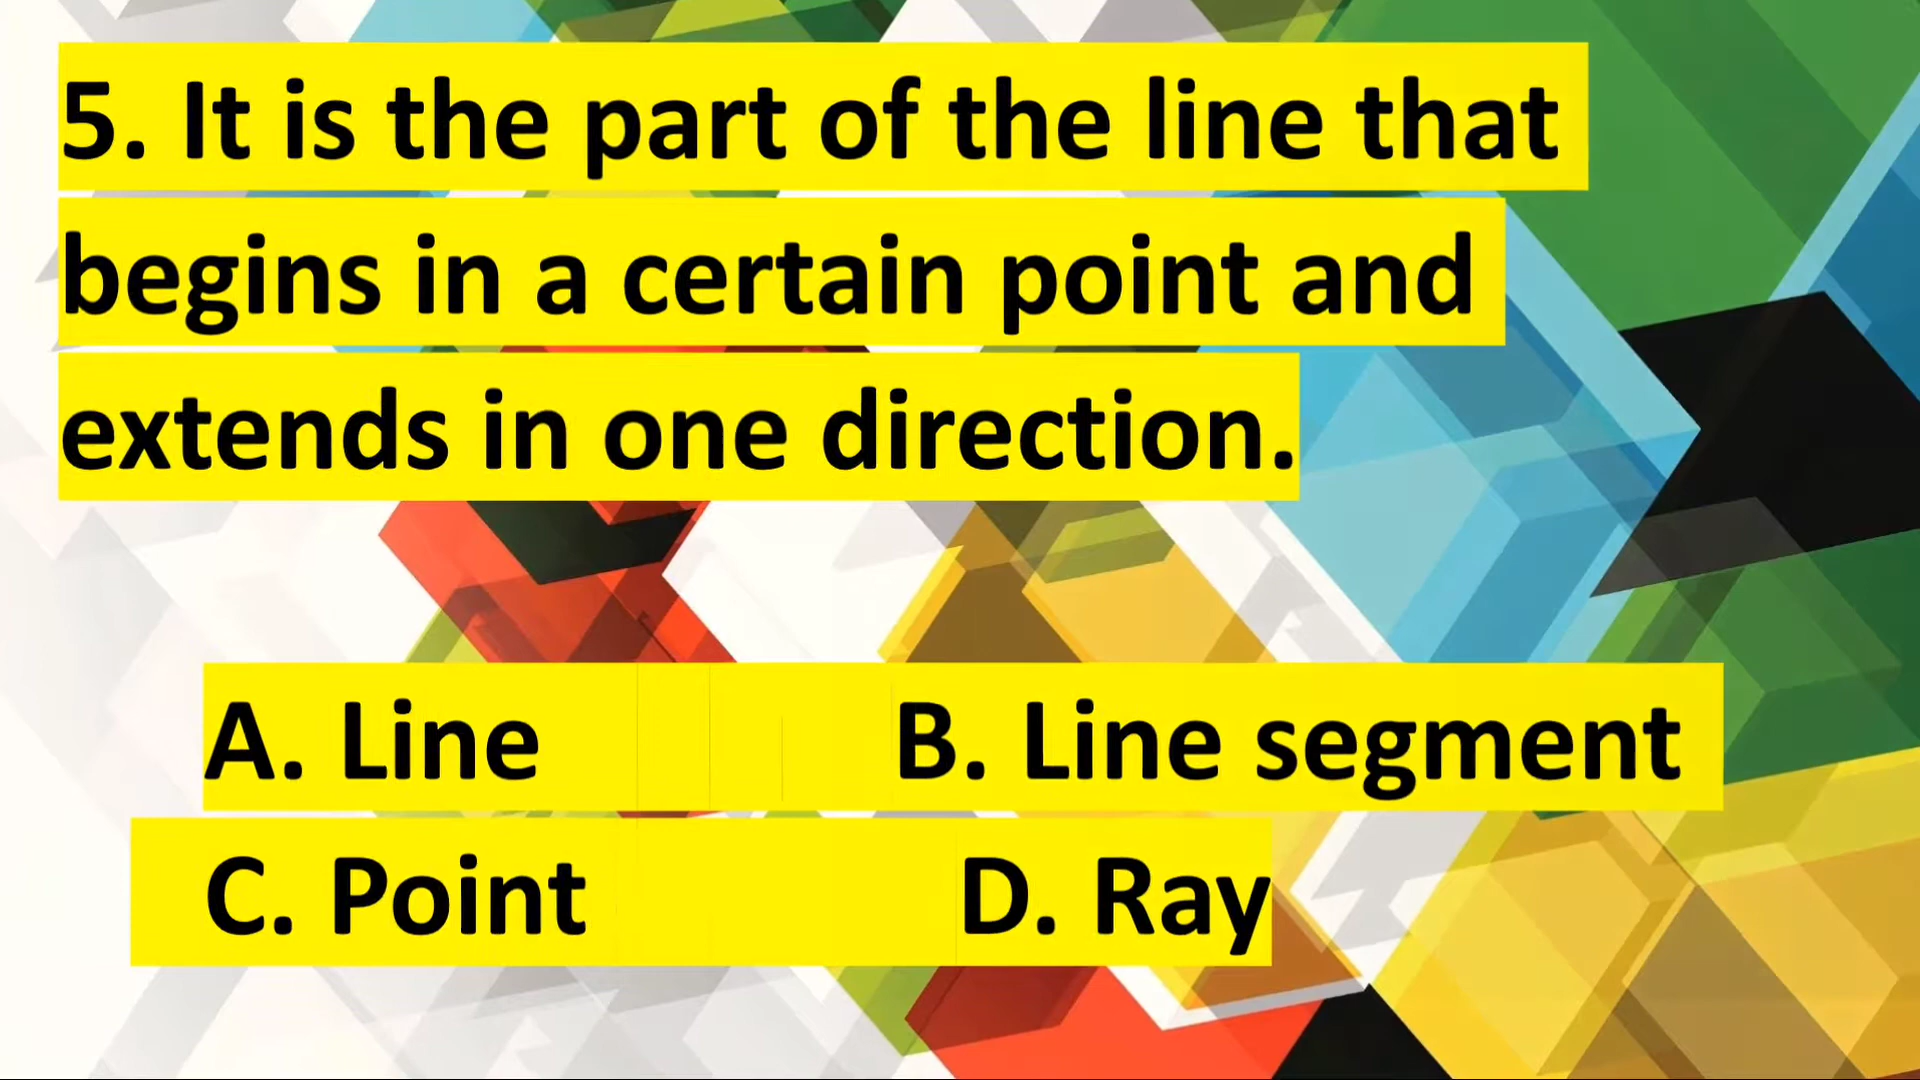 5. It is the part of the line that
begins in a certain point and
extends in one direction.
A. Line B. Line segment
C. Point D. Ray